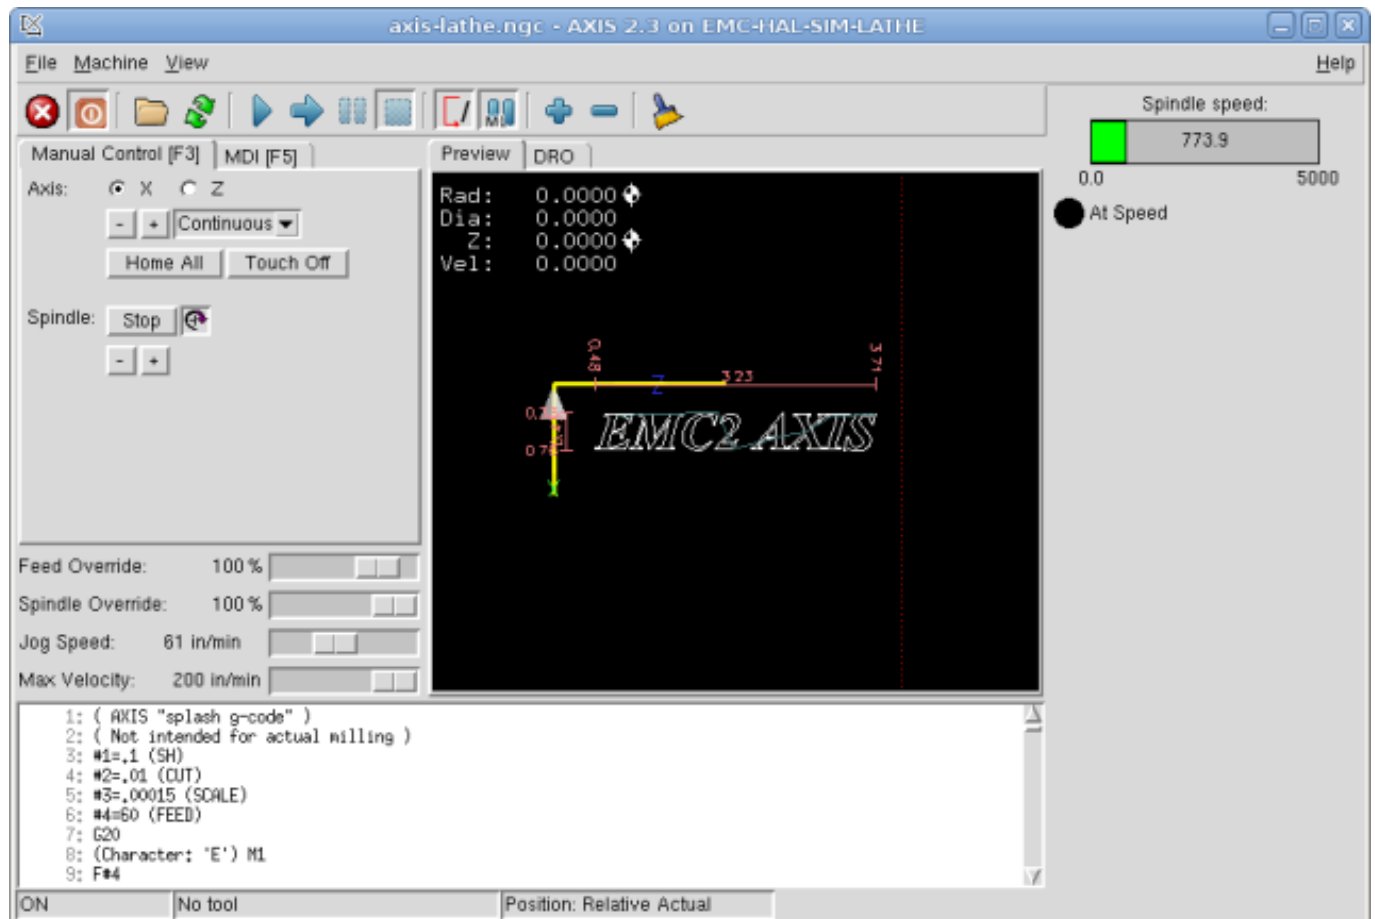 axis-lathe.ngc - AXIS 2.3 on EMC-HAL-SIM-LATHE
File Machine View Help
Manual Control [F3] MDI [F5]
Axis: X Z
- + Continuous
Home All Touch Off
Spindle: Stop
- +
Feed Override: 100 %
Spindle Override: 100 %
Jog Speed: 61 in/min
Max Velocity: 200 in/min
Preview DRO
Rad: 0.0000
Dia: 0.0000
Z: 0.0000
Vel: 0.0000
0.48
3.23
3.71
Z
EMC2 AXIS
X
Spindle speed:
773.9
0.0 5000
At Speed
1: ( AXIS "splash g-code" )
2: ( Not intended for actual milling )
3: #1=.1 (SH)
4: #2=.01 (CUT)
5: #3=.00015 (SCALE)
6: #4=60 (FEED)
7: G20
8: (Character: 'E') M1
9: F#4
ON No tool Position: Relative Actual